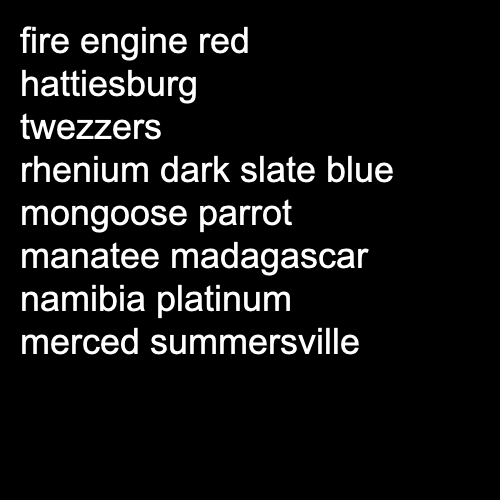 fire engine red
hattiesburg
twezzers
rhenium dark slate blue
mongoose parrot
manatee madagascar
namibia platinum
merced summersville